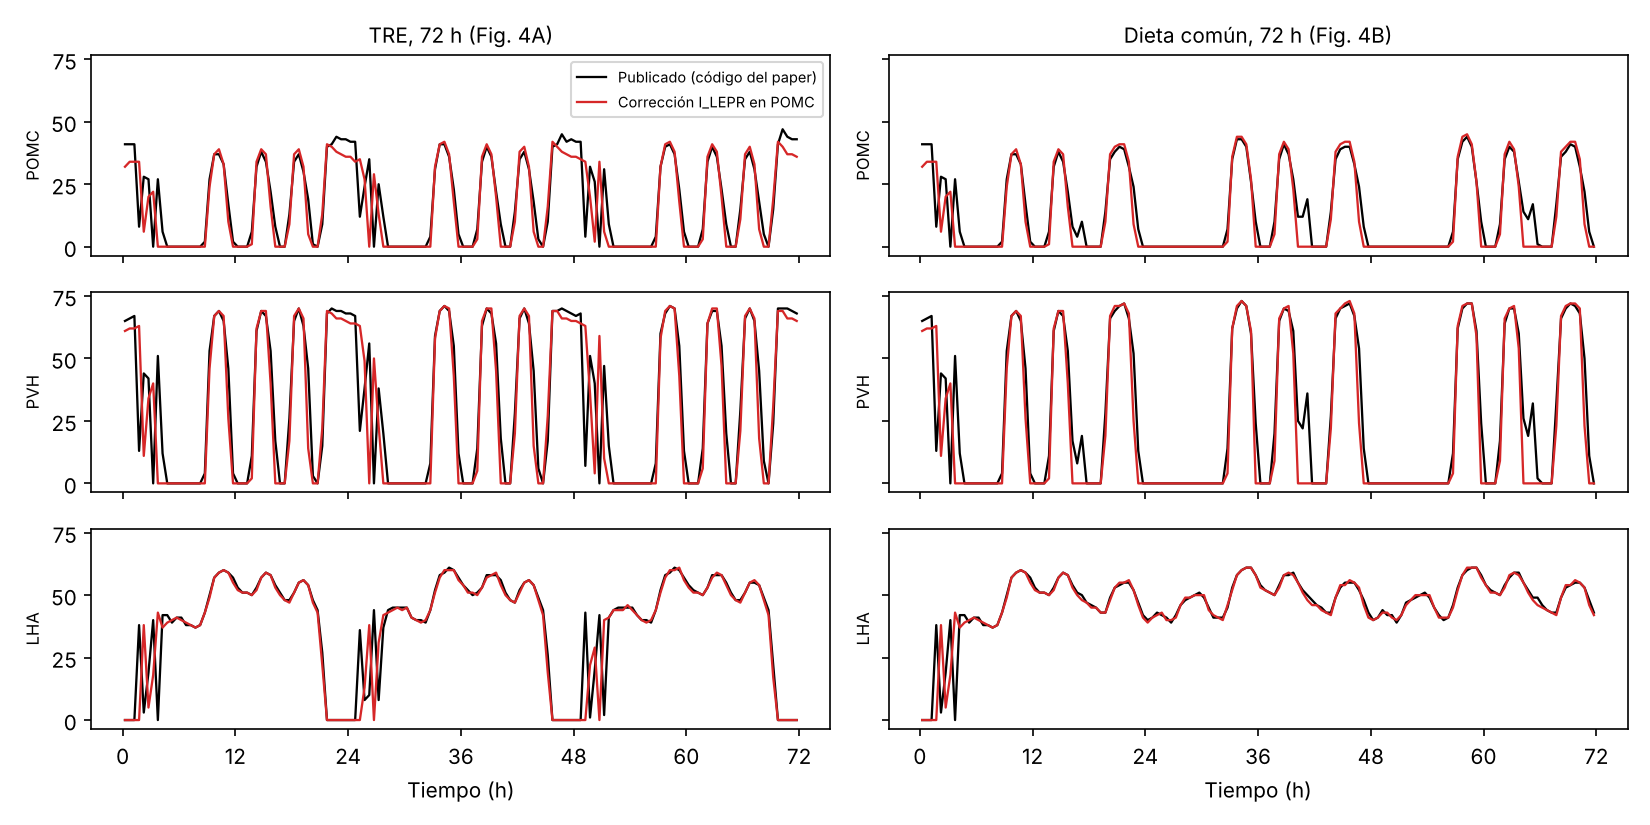 TRE, 72 h (Fig. 4A)
Dieta común, 72 h (Fig. 4B)
Publicado (código del paper)
Corrección I_LEPR en POMC
POMC
75
50
25
0
POMC
PVH
75
50
25
0
PVH
LHA
75
50
25
0
LHA
0 12 24 36 48 60 72
0 12 24 36 48 60 72
Tiempo (h)
Tiempo (h)